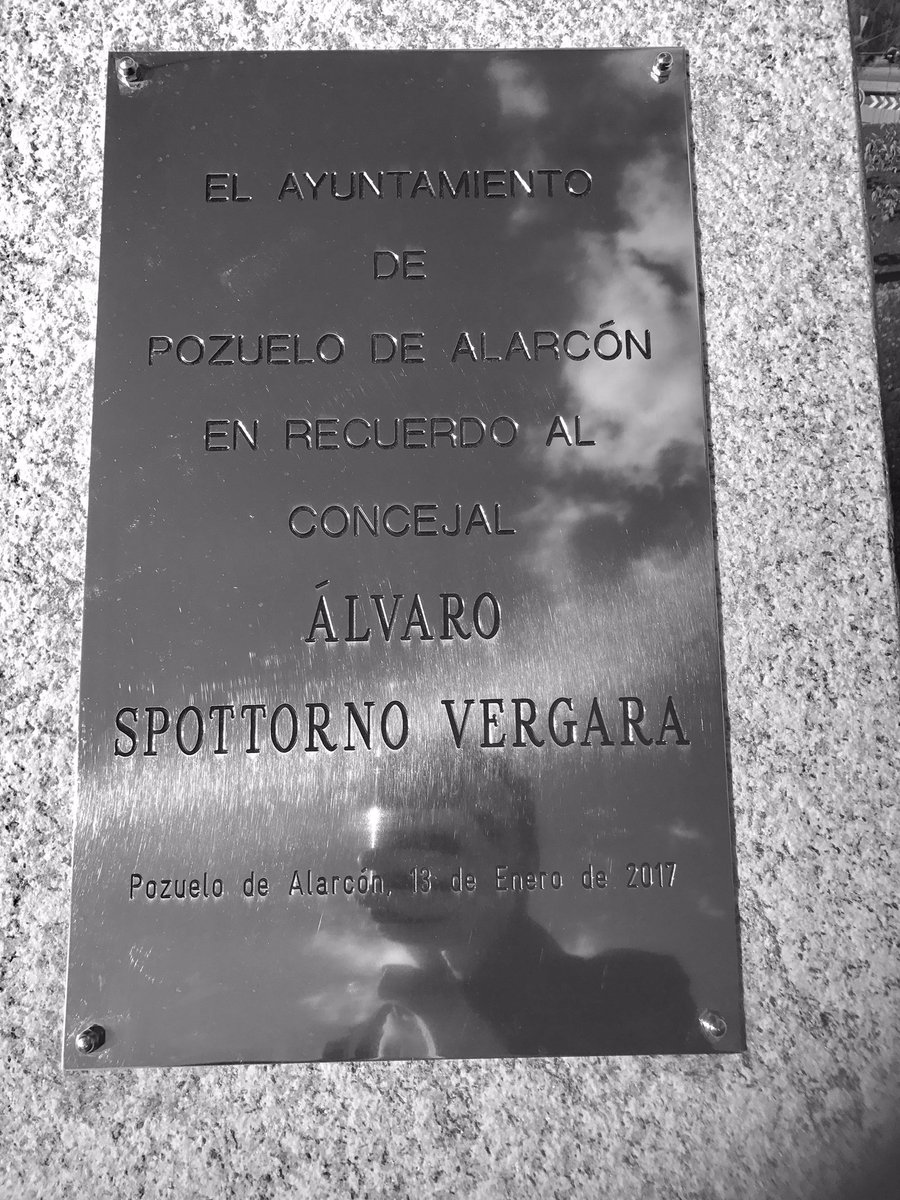 EL AYUNTAMIENTO
DE
POZUELO DE ALARCÓN
EN RECUERDO AL
CONCEJAL
ÁLVARO
SPOTTORNO VERGARA
Pozuelo de Alarcón, 13 de Enero de 2017